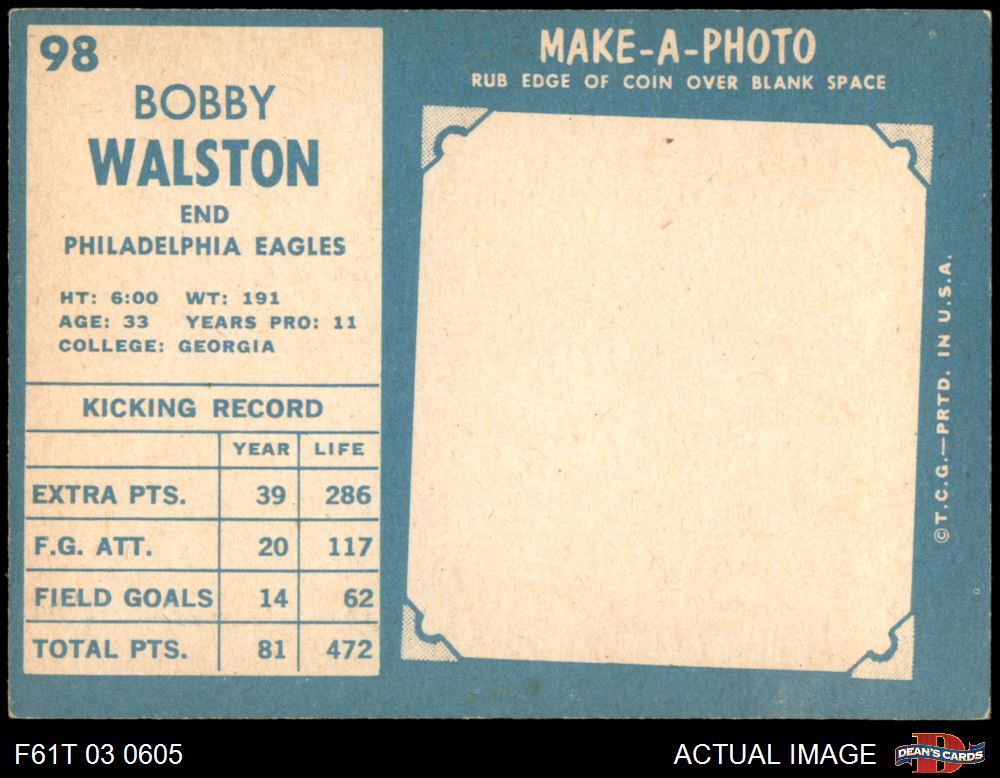 98
BOBBY
WALSTON
END
PHILADELPHIA EAGLES
HT: 6:00 WT: 191
AGE: 33 YEARS PRO: 11
COLLEGE: GEORGIA
KICKING RECORD
YEAR LIFE
EXTRA PTS. 39 286
F.G. ATT. 20 117
FIELD GOALS 14 62
TOTAL PTS. 81 472
MAKE-A-PHOTO
RUB EDGE OF COIN OVER BLANK SPACE
©T.C.G.—PRTD. IN U.S.A.
F61T 03 0605
ACTUAL IMAGE
DEAN'S CARDS